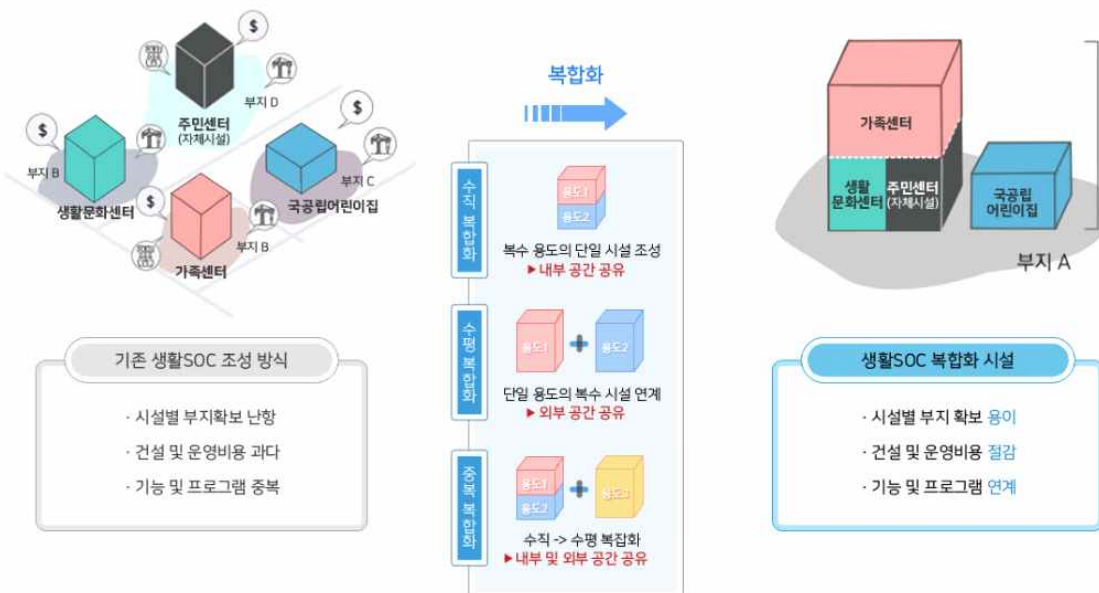 $
$
$
$
부지 D
주민센터
(자체시설)
부지 B
생활문화센터
부지 C
국공립어린이집
부지 B
가족센터
복합화
수직 복합화
용도1
용도2
복수 용도의 단일 시설 조성
▶ 내부 공간 공유
수평 복합화
용도1
용도2
단일 용도의 복수 시설 연계
▶ 외부 공간 공유
중복 복합화
용도1
용도2
용도3
수직 -> 수평 복잡화
▶ 내부 및 외부 공간 공유
가족센터
생활
문화센터
주민센터
(자체시설)
국공립
어린이집
부지 A
기존 생활SOC 조성 방식
· 시설별 부지확보 난항
· 건설 및 운영비용 과다
· 기능 및 프로그램 중복
생활SOC 복합화 시설
· 시설별 부지 확보 용이
· 건설 및 운영비용 절감
· 기능 및 프로그램 연계